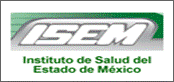 ISEM
Instituto de Salud del
Estado de México